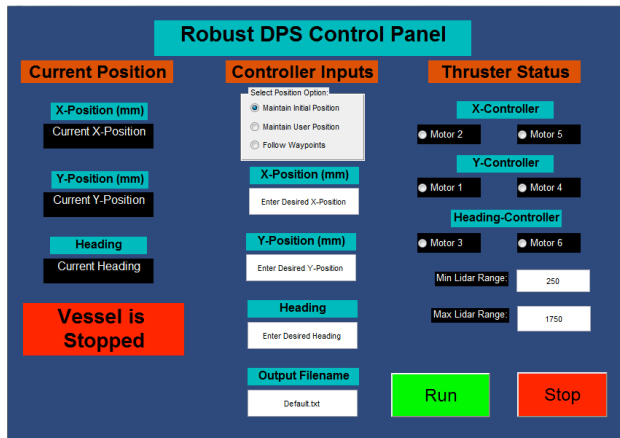 Robust DPS Control Panel
Current Position
Controller Inputs
Thruster Status
X-Position (mm)
Current X-Position
Y-Position (mm)
Current Y-Position
Heading
Current Heading
Vessel is
Stopped
Select Position Option:
Maintain Initial Position
Maintain User Position
Follow Waypoints
X-Position (mm)
Enter Desired X-Position
Y-Position (mm)
Enter Desired Y-Position
Heading
Enter Desired Heading
Output Filename
Default.txt
X-Controller
Motor 2 Motor 5
Y-Controller
Motor 1 Motor 4
Heading-Controller
Motor 3 Motor 6
Min Lidar Range: 250
Max Lidar Range: 1750
Run Stop